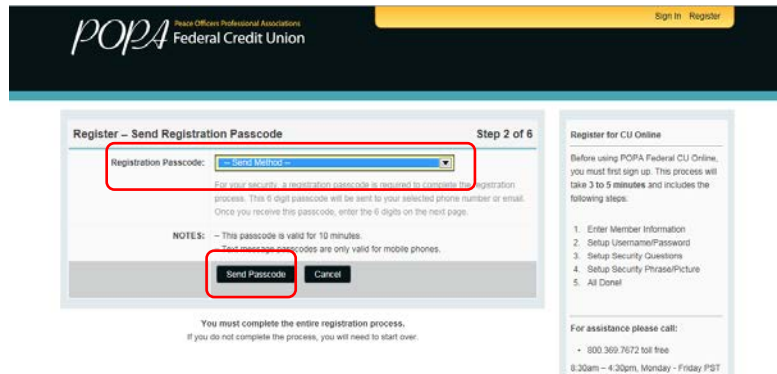 Sign In Register
POPA Peace Officers Professional Associations
Federal Credit Union
Register – Send Registration Passcode Step 2 of 6
Registration Passcode: -- Send Method --
For your security, a registration passcode is required to complete the registration
process. This 6 digit passcode will be sent to your selected phone number or email.
Once you receive this passcode, enter the 6 digits on the next page.
NOTES: – This passcode is valid for 10 minutes.
– Text message passcodes are only valid for mobile phones.
Send Passcode Cancel
You must complete the entire registration process.
If you do not complete the process, you will need to start over.
Register for CU Online
Before using POPA Federal CU Online,
you must first sign up. This process will
take 3 to 5 minutes and includes the
following steps:
1. Enter Member Information
2. Setup Username/Password
3. Setup Security Questions
4. Setup Security Phrase/Picture
5. All Done!
For assistance please call:
• 800.369.7672 toll free
8:30am – 4:30pm, Monday - Friday PST